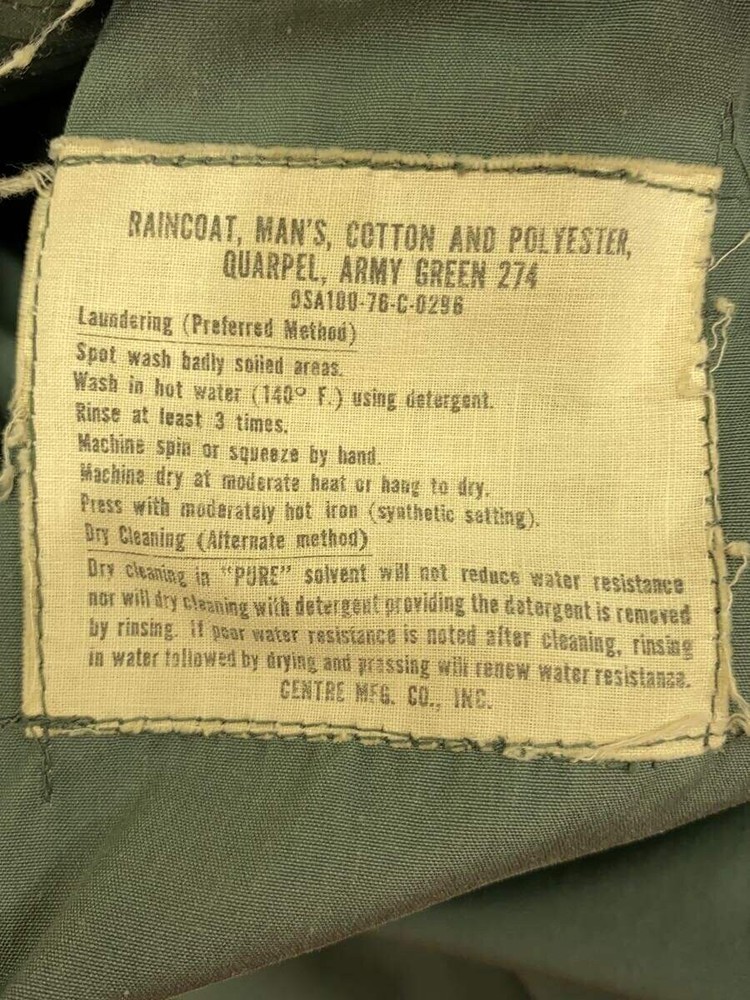 RAINCOAT, MAN'S, COTTON AND POLYESTER,
QUARPEL, ARMY GREEN 274
DSA100-76-C-0296
Laundering (Preferred Method)
Spot wash badly soiled areas.
Wash in hot water (140° F.) using detergent.
Rinse at least 3 times.
Machine spin or squeeze by hand.
Machine dry at moderate heat or hang to dry.
Press with moderately hot iron (synthetic setting).
Dry Cleaning (Alternate method)
Dry cleaning in "PURE" solvent will not reduce water resistance
nor will dry cleaning with detergent providing the detergent is removed
by rinsing. If poor water resistance is noted after cleaning, rinsing
in water followed by drying and pressing will renew water resistance.
CENTRE MFG. CO., INC.